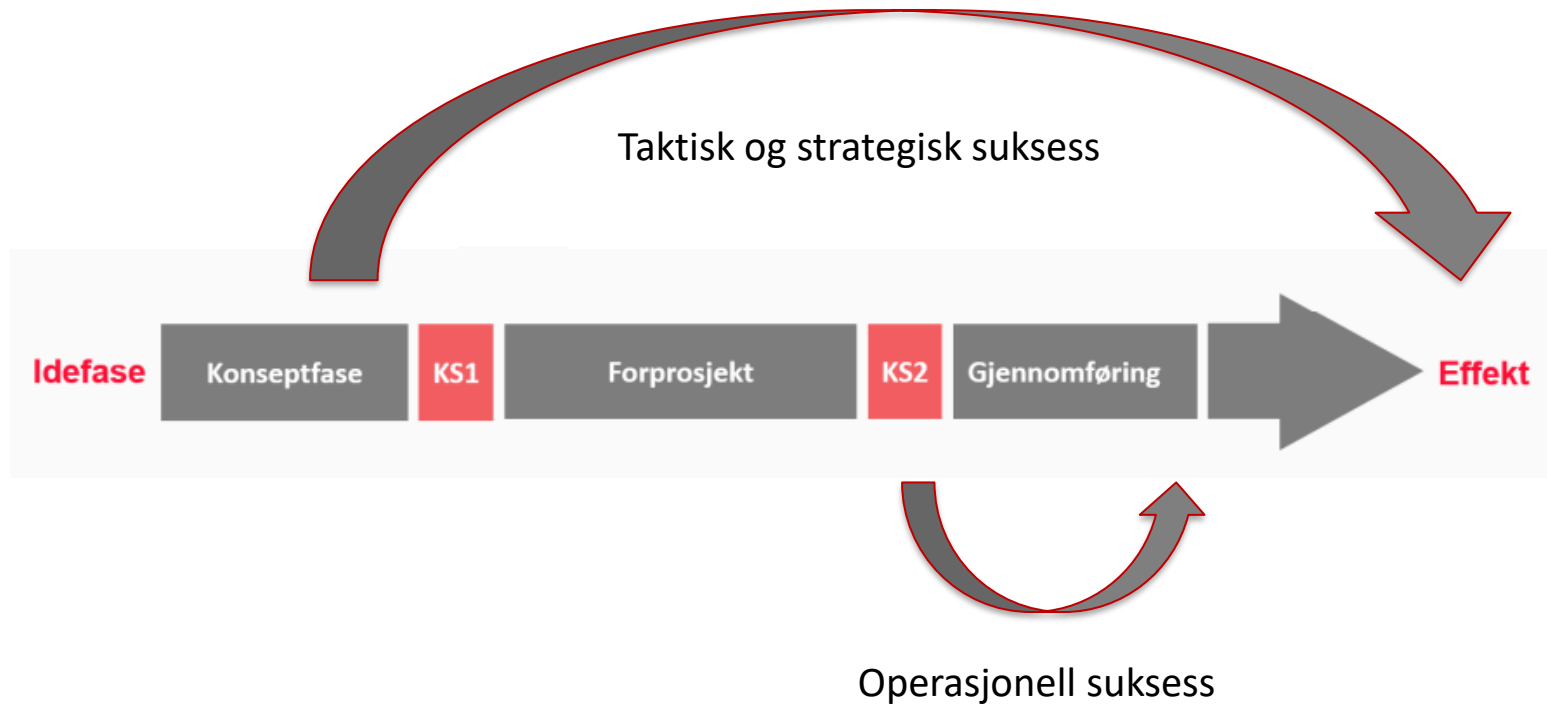 Taktisk og strategisk suksess
Idefase
Konseptfase
KS1
Forprosjekt
KS2
Gjennomføring
Effekt
Operasjonell suksess